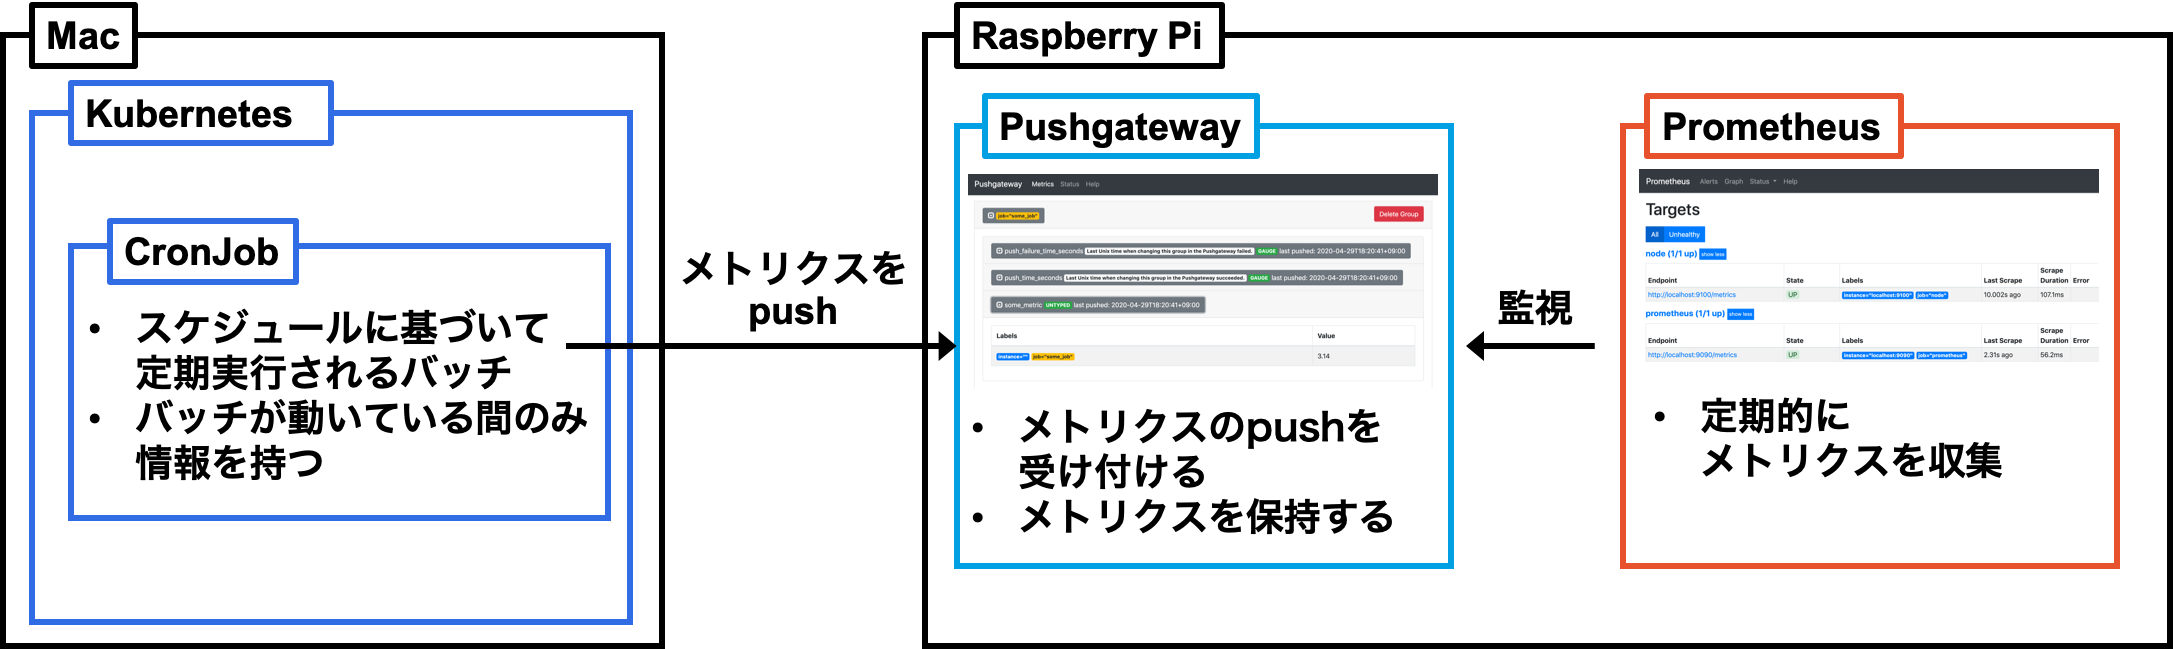 Mac
Kubernetes
CronJob
• スケジュールに基づいて
定期実行されるバッチ
• バッチが動いている間のみ
情報を持つ
メトリクスを
push
Raspberry Pi
Pushgateway
Pushgateway Metrics Status Help
job="some_job" Delete Group
push_failure_time_seconds Last Unix time when changing this group in the Pushgateway failed. GAUGE last pushed: 2020-04-29T18:20:41+09:00
push_time_seconds Last Unix time when changing this group in the Pushgateway succeeded. GAUGE last pushed: 2020-04-29T18:20:41+09:00
some_metric UNTYPED last pushed: 2020-04-29T18:20:41+09:00
Labels Value
instance="" job="some_job" 3.14
• メトリクスのpushを
受け付ける
• メトリクスを保持する
監視
Prometheus
Prometheus Alerts Graph Status Help
Targets
All Unhealthy
node (1/1 up) show less
Endpoint State Labels Last Scrape Scrape Duration Error
http://localhost:9100/metrics UP instance="localhost:9100" job="node" 10.002s ago 107.1ms
prometheus (1/1 up) show less
Endpoint State Labels Last Scrape Scrape Duration Error
http://localhost:9090/metrics UP instance="localhost:9090" job="prometheus" 2.31s ago 56.2ms
• 定期的に
メトリクスを収集